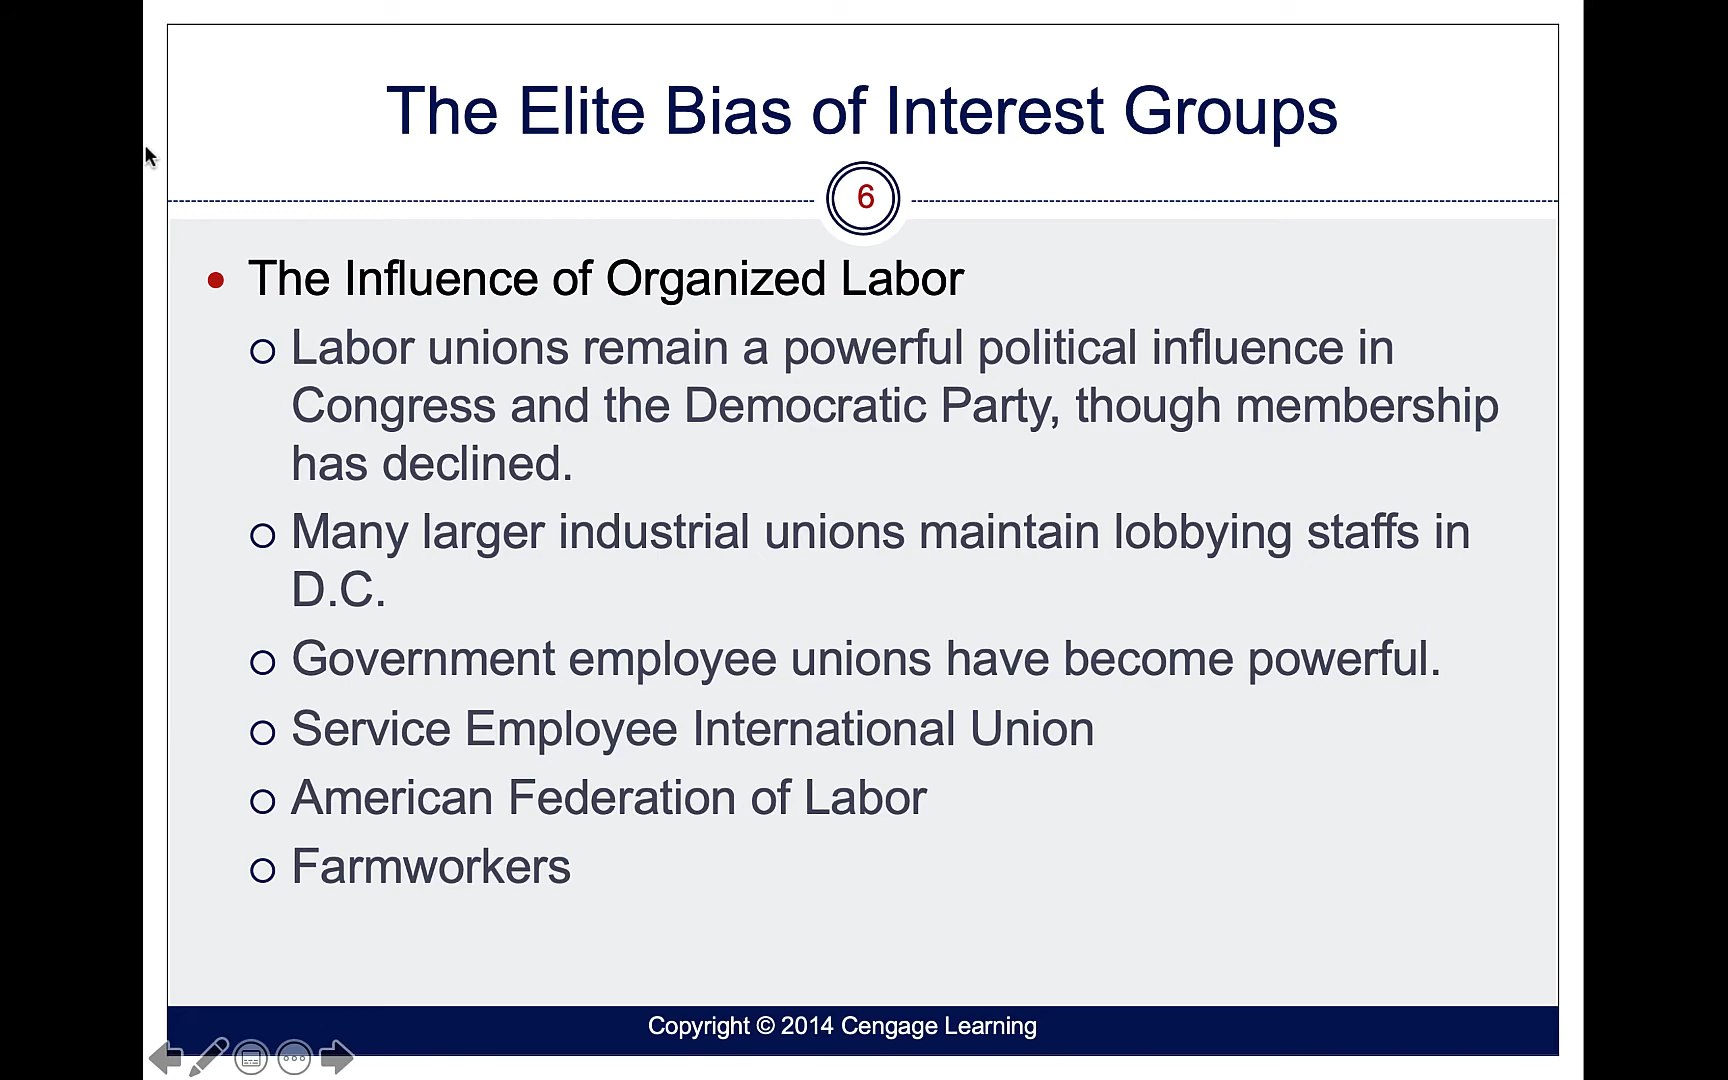 The Elite Bias of Interest Groups
6
The Influence of Organized Labor
Labor unions remain a powerful political influence in
Congress and the Democratic Party, though membership
has declined.
Many larger industrial unions maintain lobbying staffs in
D.C.
Government employee unions have become powerful.
Service Employee International Union
American Federation of Labor
Farmworkers
Copyright © 2014 Cengage Learning